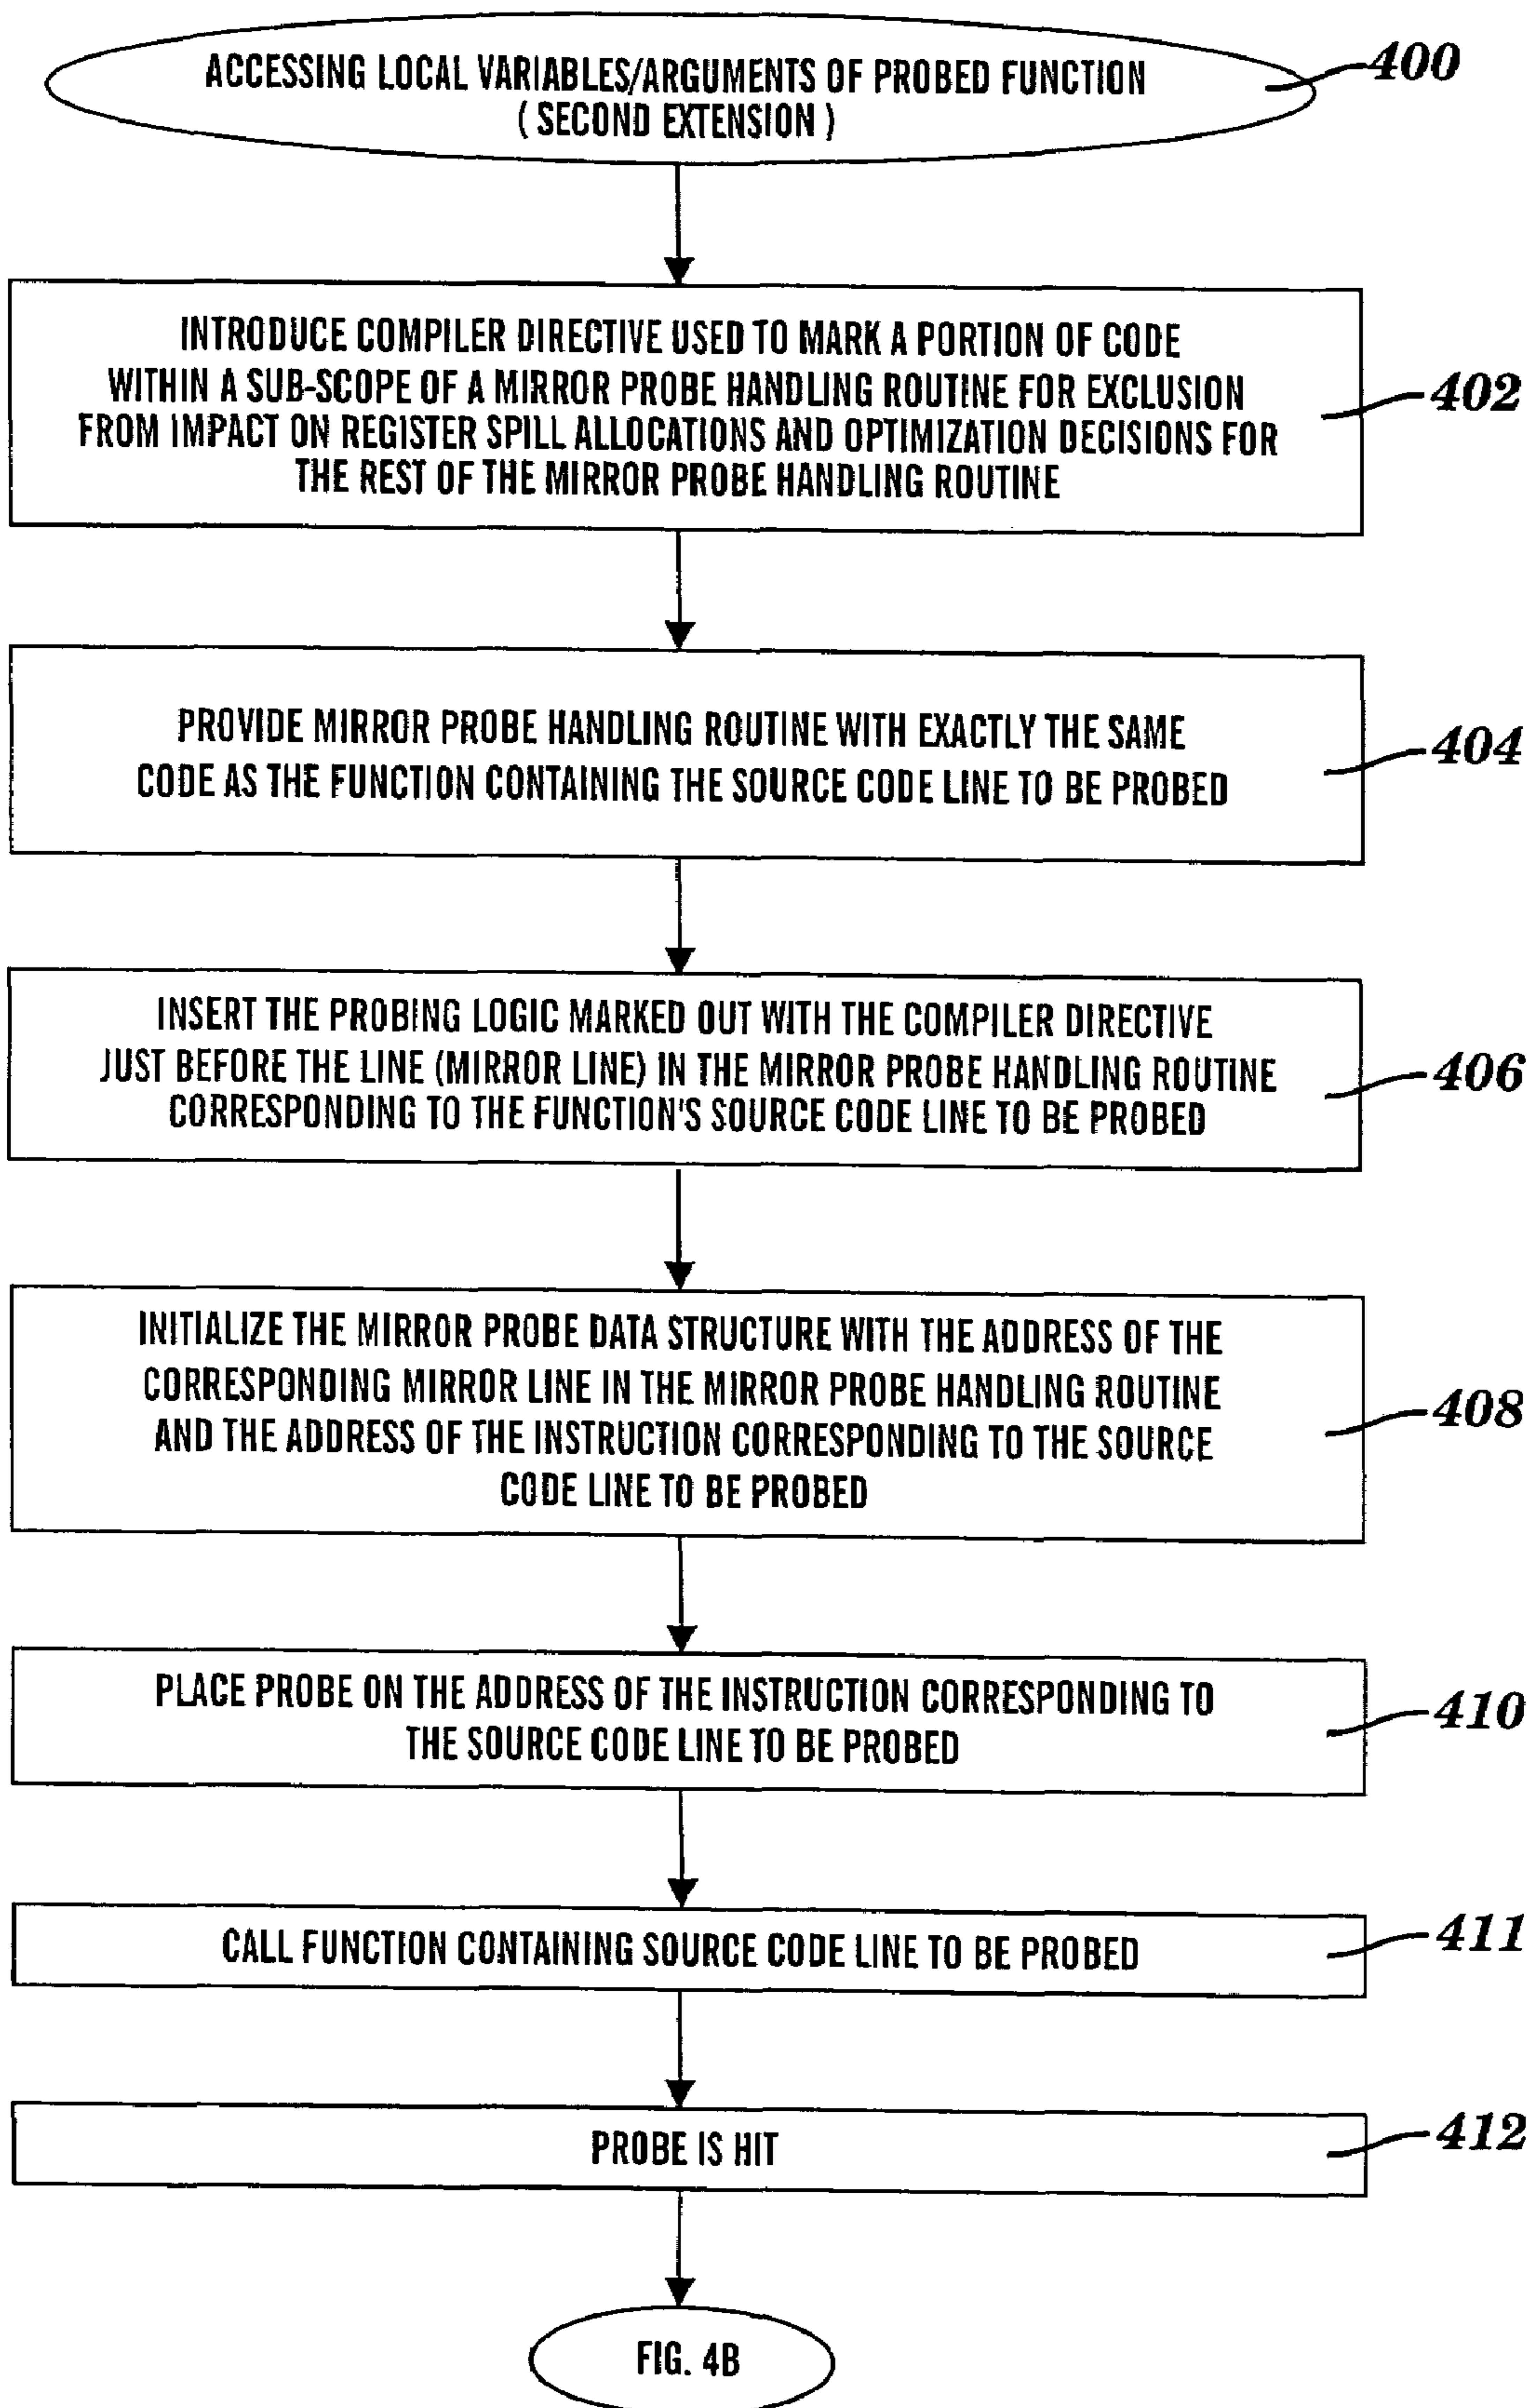 ACCESSING LOCAL VARIABLES/ARGUMENTS OF PROBED FUNCTION
( SECOND EXTENSION )
400
INTRODUCE COMPILER DIRECTIVE USED TO MARK A PORTION OF CODE
WITHIN A SUB-SCOPE OF A MIRROR PROBE HANDLING ROUTINE FOR EXCLUSION
FROM IMPACT ON REGISTER SPILL ALLOCATIONS AND OPTIMIZATION DECISIONS FOR
THE REST OF THE MIRROR PROBE HANDLING ROUTINE
402
PROVIDE MIRROR PROBE HANDLING ROUTINE WITH EXACTLY THE SAME
CODE AS THE FUNCTION CONTAINING THE SOURCE CODE LINE TO BE PROBED
404
INSERT THE PROBING LOGIC MARKED OUT WITH THE COMPILER DIRECTIVE
JUST BEFORE THE LINE (MIRROR LINE) IN THE MIRROR PROBE HANDLING ROUTINE
CORRESPONDING TO THE FUNCTION'S SOURCE CODE LINE TO BE PROBED
406
INITIALIZE THE MIRROR PROBE DATA STRUCTURE WITH THE ADDRESS OF THE
CORRESPONDING MIRROR LINE IN THE MIRROR PROBE HANDLING ROUTINE
AND THE ADDRESS OF THE INSTRUCTION CORRESPONDING TO THE SOURCE
CODE LINE TO BE PROBED
408
PLACE PROBE ON THE ADDRESS OF THE INSTRUCTION CORRESPONDING TO
THE SOURCE CODE LINE TO BE PROBED
410
CALL FUNCTION CONTAINING SOURCE CODE LINE TO BE PROBED
411
PROBE IS HIT
412
FIG. 4B